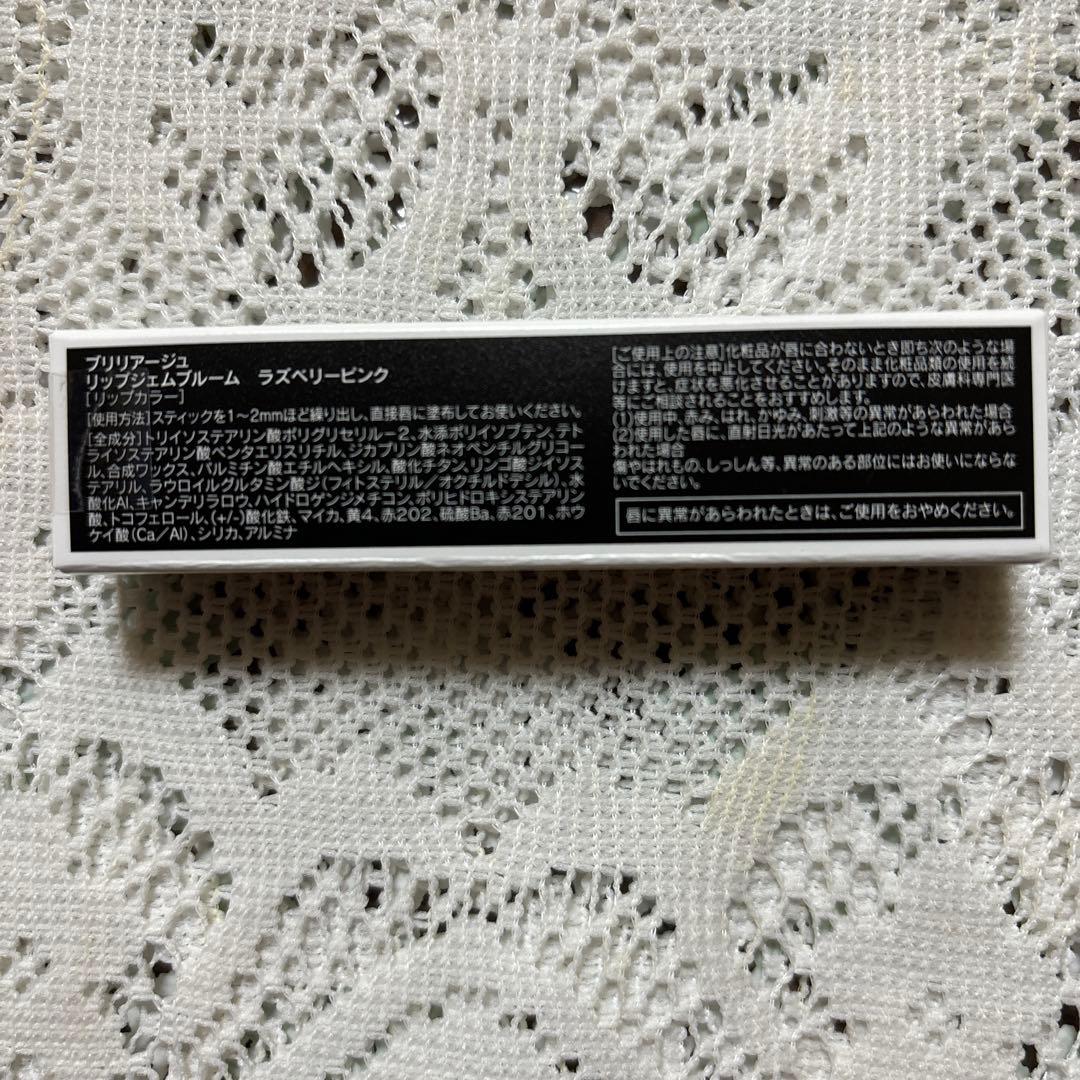 ブリリアージュ
リップジェムブルーム　ラズベリーピンク
[リップカラー]
[使用方法]スティックを1〜2mmほど繰り出し、直接唇に塗布してお使いください。
[全成分]トリイソステアリン酸ポリグリセリル－2、水添ポリイソブテン、テト
ライソステアリン酸ペンタエリスリチル、ジカプリン酸ネオペンチルグリコー
ル、合成ワックス、パルミチン酸エチルヘキシル、酸化チタン、リンゴ酸ジイソス
テアリル、ラウロイルグルタミン酸ジ(フィトステリル／オクチルドデシル)、水
酸化Al、キャンデリラロウ、ハイドロゲンジメチコン、ポリヒドロキシステアリン
酸、トコフェロール、(+/-)酸化鉄、マイカ、黄4、赤202、硫酸Ba、赤201、ホウ
ケイ酸(Ca／Al)、シリカ、アルミナ
[ご使用上の注意]化粧品が唇に合わないとき即ち次のような場
合には、使用を中止してください。そのまま化粧品類の使用を続
けますと、症状を悪化させることがありますので、皮膚科専門医
等にご相談されることをおすすめします。
(1)使用中、赤み、はれ、かゆみ、刺激等の異常があらわれた場合
(2)使用した唇に、直射日光があたって上記のような異常があら
われた場合
傷やはれもの、しっしん等、異常のある部位にはお使いにならな
いでください。
唇に異常があらわれたときは、ご使用をおやめください。